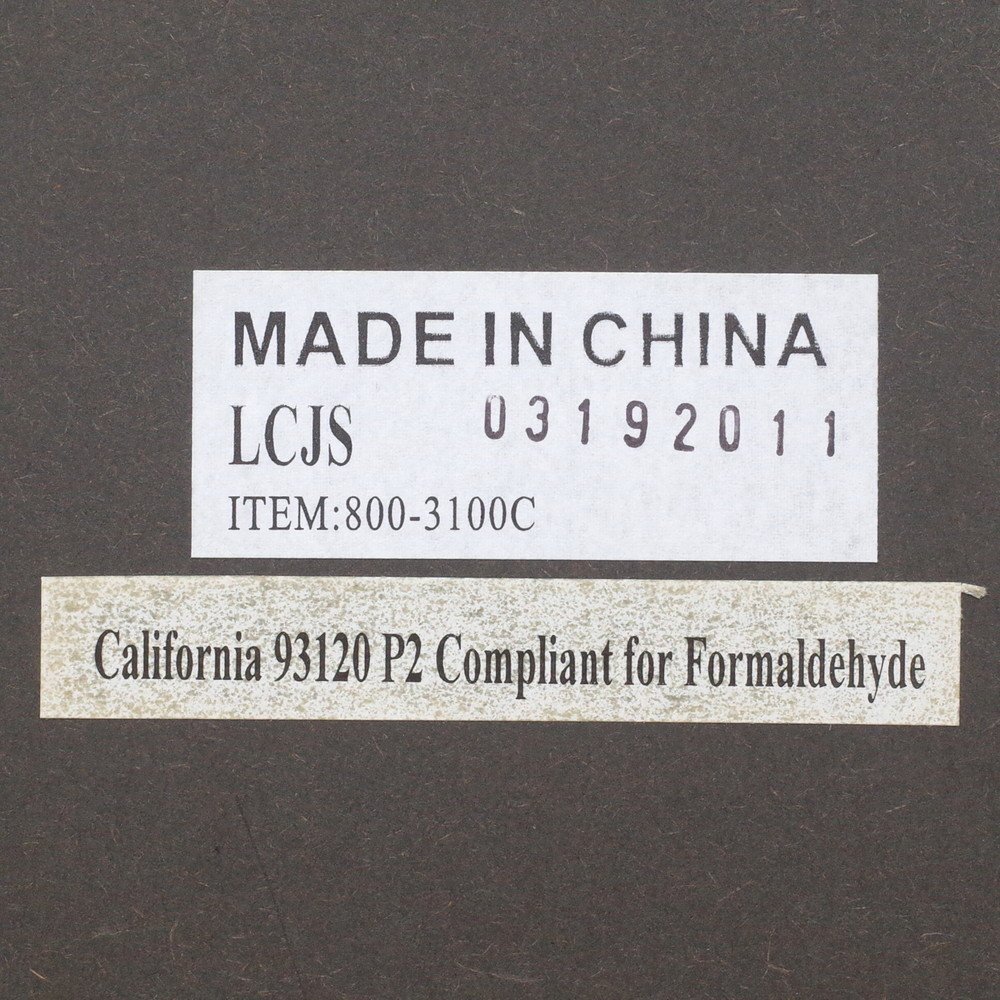 MADE IN CHINA
LCJS 03192011
ITEM:800-3100C
California 93120 P2 Compliant for Formaldehyde